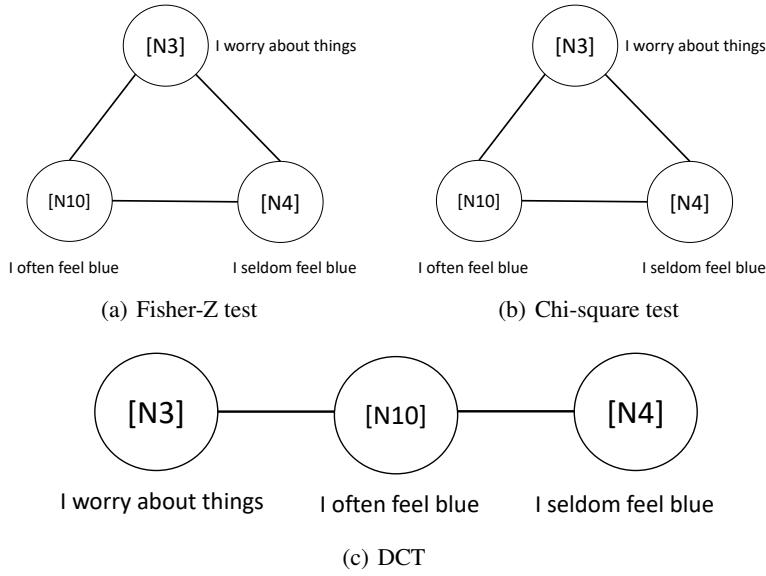 [N3] I worry about things
[N10] [N4]
I often feel blue I seldom feel blue
(a) Fisher-Z test
[N3] I worry about things
[N10] [N4]
I often feel blue I seldom feel blue
(b) Chi-square test
[N3] [N10] [N4]
I worry about things I often feel blue I seldom feel blue
(c) DCT